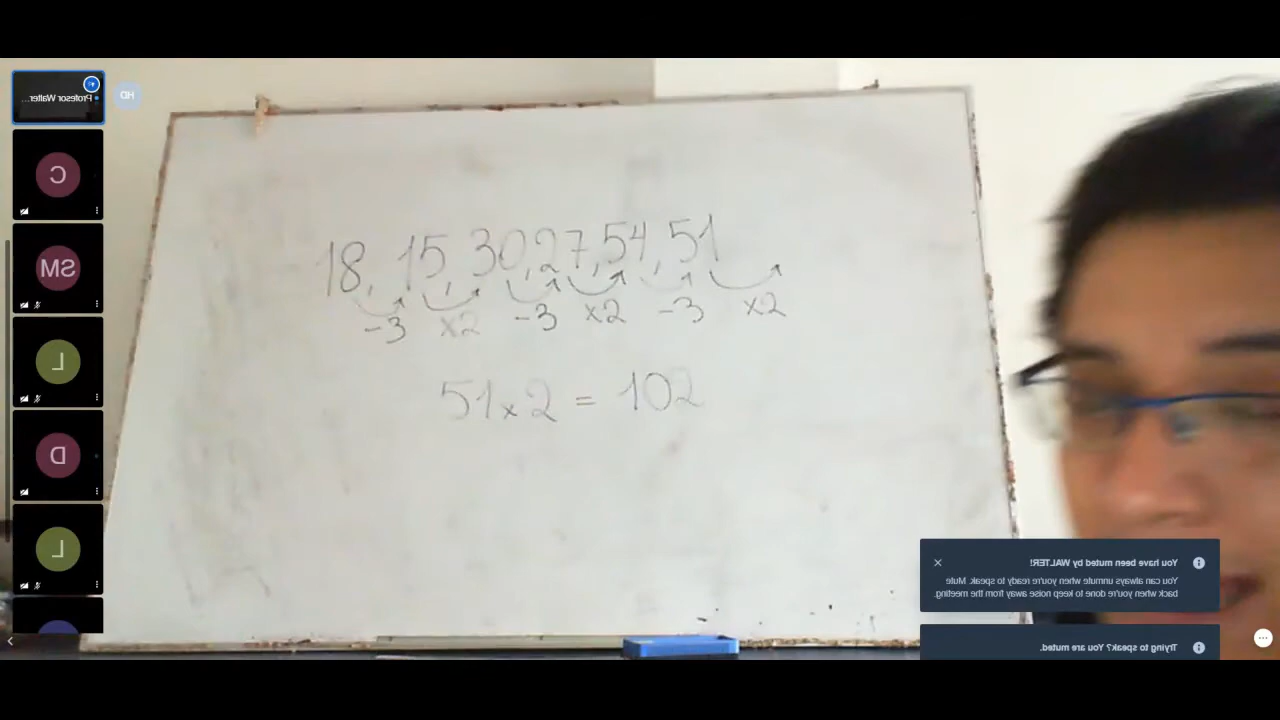 Profesor Walter...
HD
C
SM
L
D
L
18, 15, 30, 27, 54, 51
-3 x2 -3 x2 -3 x2
51 x 2 = 102
You have been muted by WALTER!
You can always unmute when you're ready to speak. Mute
back when you're done to keep noise away from the meeting.
Trying to speak? You are muted.